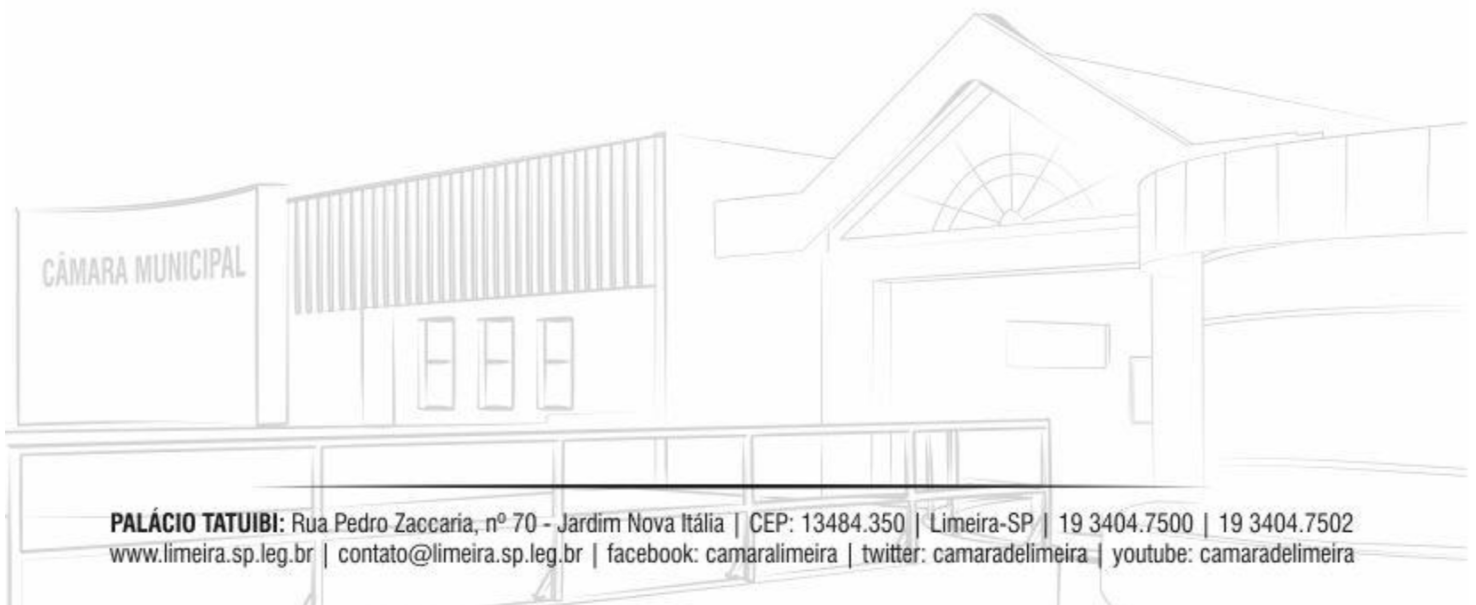 CÂMARA MUNICIPAL
PALÁCIO TATUIBI: Rua Pedro Zaccaria, nº 70 - Jardim Nova Itália | CEP: 13484.350 | Limeira-SP | 19 3404.7500 | 19 3404.7502
www.limeira.sp.leg.br | contato@limeira.sp.leg.br | facebook: camaralimeira | twitter: camaradelimeira | youtube: camaradelimeira